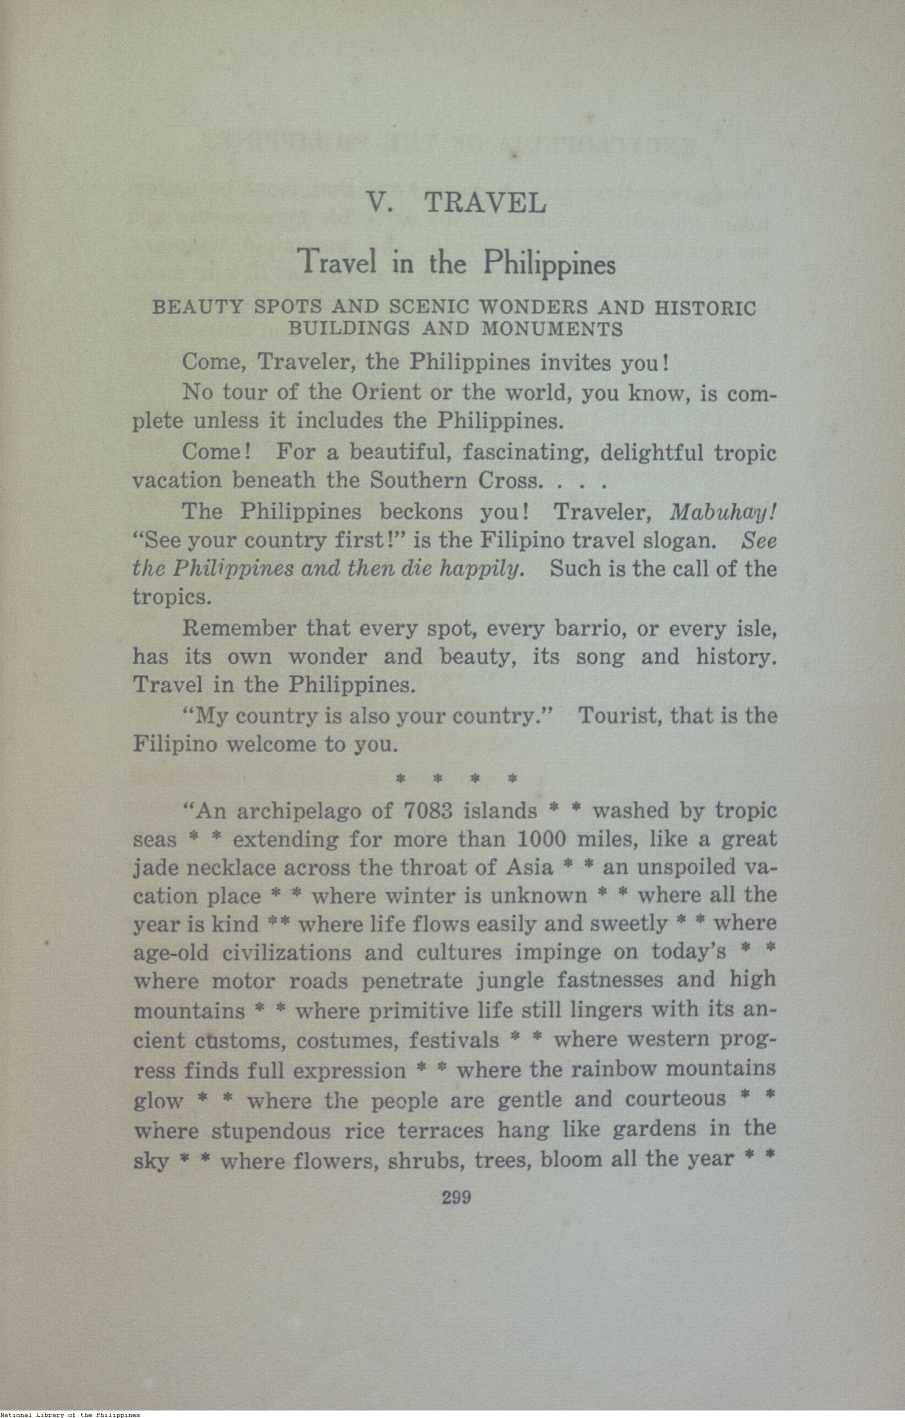 V. TRAVEL
Travel in the Philippines
BEAUTY SPOTS AND SCENIC WONDERS AND HISTORIC
BUILDINGS AND MONUMENTS
Come, Traveler, the Philippines invites you!
No tour of the Orient or the world, you know, is com-
plete unless it includes the Philippines.
Come! For a beautiful, fascinating, delightful tropic
vacation beneath the Southern Cross. . . .
The Philippines beckons you! Traveler, Mabuhay!
“See your country first!” is the Filipino travel slogan. See
the Philippines and then die happily. Such is the call of the
tropics.
Remember that every spot, every barrio, or every isle,
has its own wonder and beauty, its song and history.
Travel in the Philippines.
“My country is also your country.” Tourist, that is the
Filipino welcome to you.
* * * *
“An archipelago of 7083 islands * * washed by tropic
seas * * extending for more than 1000 miles, like a great
jade necklace across the throat of Asia * * an unspoiled va-
cation place * * where winter is unknown * * where all the
year is kind ** where life flows easily and sweetly * * where
age-old civilizations and cultures impinge on today’s * *
where motor roads penetrate jungle fastnesses and high
mountains * * where primitive life still lingers with its an-
cient customs, costumes, festivals * * where western prog-
ress finds full expression * * where the rainbow mountains
glow * * where the people are gentle and courteous * *
where stupendous rice terraces hang like gardens in the
sky * * where flowers, shrubs, trees, bloom all the year * *
299
National Library of the Philippines